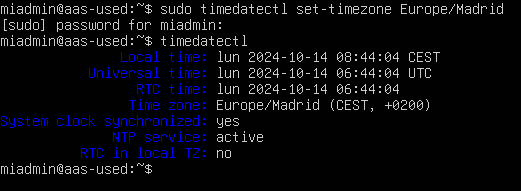 miadmin@aas-used:~$ sudo timedatectl set-timezone Europe/Madrid
[sudo] password for miadmin:
miadmin@aas-used:~$ timedatectl
Local time: lun 2024-10-14 08:44:04 CEST
Universal time: lun 2024-10-14 06:44:04 UTC
RTC time: lun 2024-10-14 06:44:04
Time zone: Europe/Madrid (CEST, +0200)
System clock synchronized: yes
NTP service: active
RTC in local TZ: no
miadmin@aas-used:~$